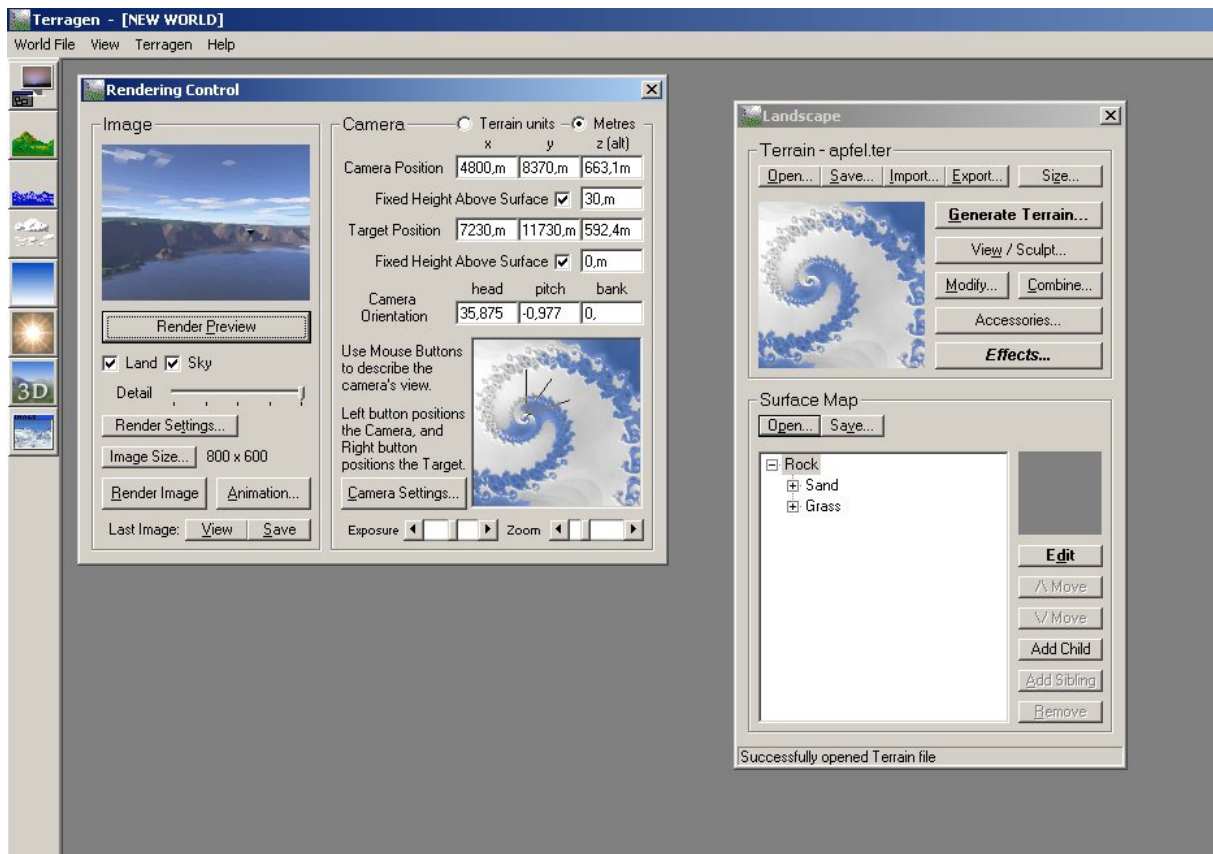 Terragen - [NEW WORLD]
World File View Terragen Help
Rendering Control
Image
Render Preview
Land Sky
Detail
Render Settings...
Image Size... 800 x 600
Render Image Animation...
Last Image: View Save
Camera Terrain units Metres
x y z (alt)
Camera Position 4800,m 8370,m 663,1m
Fixed Height Above Surface 30,m
Target Position 7230,m 11730,m 592,4m
Fixed Height Above Surface 0,m
head pitch bank
Camera
Orientation 35,875 -0,977 0,
Use Mouse Buttons
to describe the
camera's view.
Left button positions
the Camera, and
Right button
positions the Target.
Camera Settings...
Exposure Zoom
Landscape
Terrain - apfel.ter
Open... Save... Import... Export... Size...
Generate Terrain...
View / Sculpt...
Modify... Combine...
Accessories...
Effects...
Surface Map
Open... Save...
Rock
Sand
Grass
Edit
/\ Move
\/ Move
Add Child
Add Sibling
Remove
Successfully opened Terrain file
3D